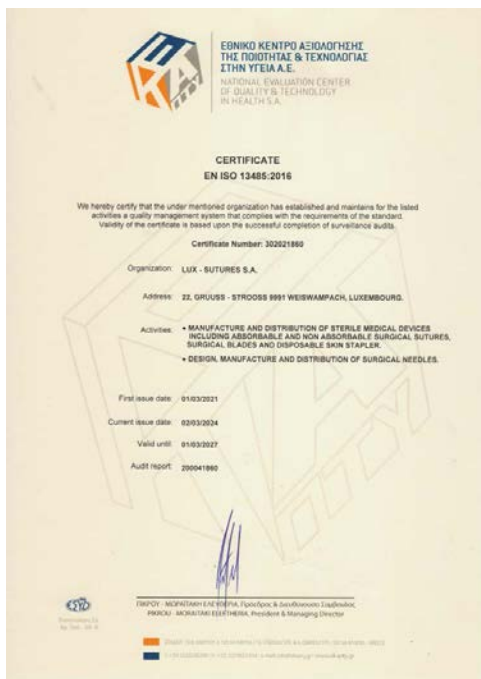 ΕΘΝΙΚΟ ΚΕΝΤΡΟ ΑΞΙΟΛΟΓΗΣΗΣ
ΤΗΣ ΠΟΙΟΤΗΤΑΣ & ΤΕΧΝΟΛΟΓΙΑΣ
ΣΤΗΝ ΥΓΕΙΑ Α.Ε.
NATIONAL EVALUATION CENTER
OF QUALITY & TECHNOLOGY
IN HEALTH S.A.
CERTIFICATE
EN ISO 13485:2016
We hereby certify that the under mentioned organization has established and maintains for the listed
activities a quality management system that complies with the requirements of the standard.
Validity of the certificate is based upon the successful completion of surveillance audits.
Certificate Number: 302021860
Organization: LUX - SUTURES S.A.
Address: 22, GRUUSS - STROOSS 9991 WEISWAMPACH, LUXEMBOURG.
Activities: • MANUFACTURE AND DISTRIBUTION OF STERILE MEDICAL DEVICES
INCLUDING ABSORBABLE AND NON ABSORBABLE SURGICAL SUTURES,
SURGICAL BLADES AND DISPOSABLE SKIN STAPLER.
• DESIGN, MANUFACTURE AND DISTRIBUTION OF SURGICAL NEEDLES.
First issue date: 01/03/2021
Current issue date: 02/03/2024
Valid until: 01/03/2027
Audit report: 200041860
ΠΙΚΡΟΥ - ΜΩΡΑΪΤΑΚΗ ΕΛΕΥΘΕΡΙΑ, Πρόεδρος & Διευθύνουσα Σύμβουλος
PIKROU - MORAITAKI ELEFTHERIA, President & Managing Director